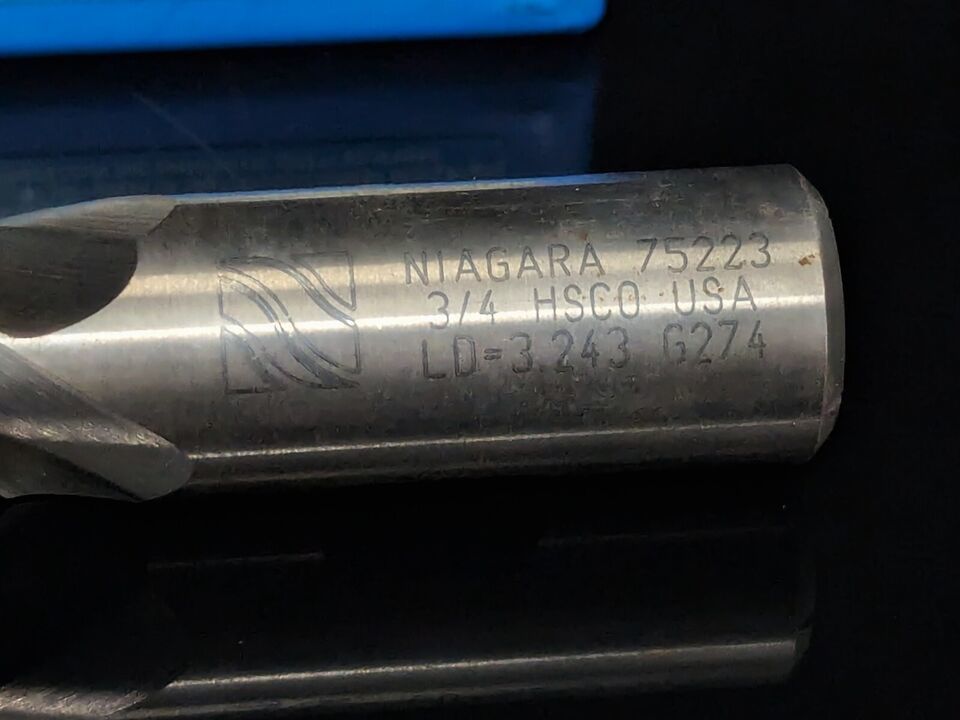 NIAGARA 75223
3/4 HSCO USA
LD=3.243 G274